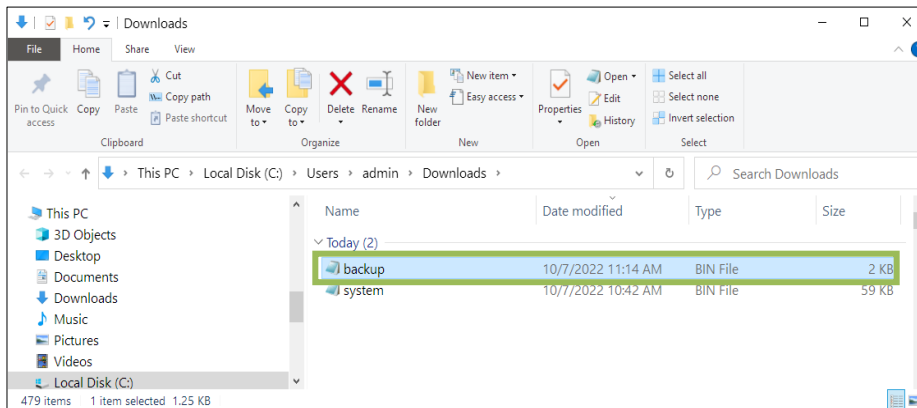 Downloads
File Home Share View
Pin to Quick access
Copy
Paste
Cut
Copy path
Paste shortcut
Clipboard
Move to
Copy to
Delete
Rename
Organize
New folder
New item
Easy access
New
Properties
Open
Edit
History
Open
Select all
Select none
Invert selection
Select
This PC > Local Disk (C:) > Users > admin > Downloads >
Search Downloads
This PC
3D Objects
Desktop
Documents
Downloads
Music
Pictures
Videos
Local Disk (C:)
Name Date modified Type Size
Today (2)
backup 10/7/2022 11:14 AM BIN File 2 KB
system 10/7/2022 10:42 AM BIN File 59 KB
479 items 1 item selected 1.25 KB